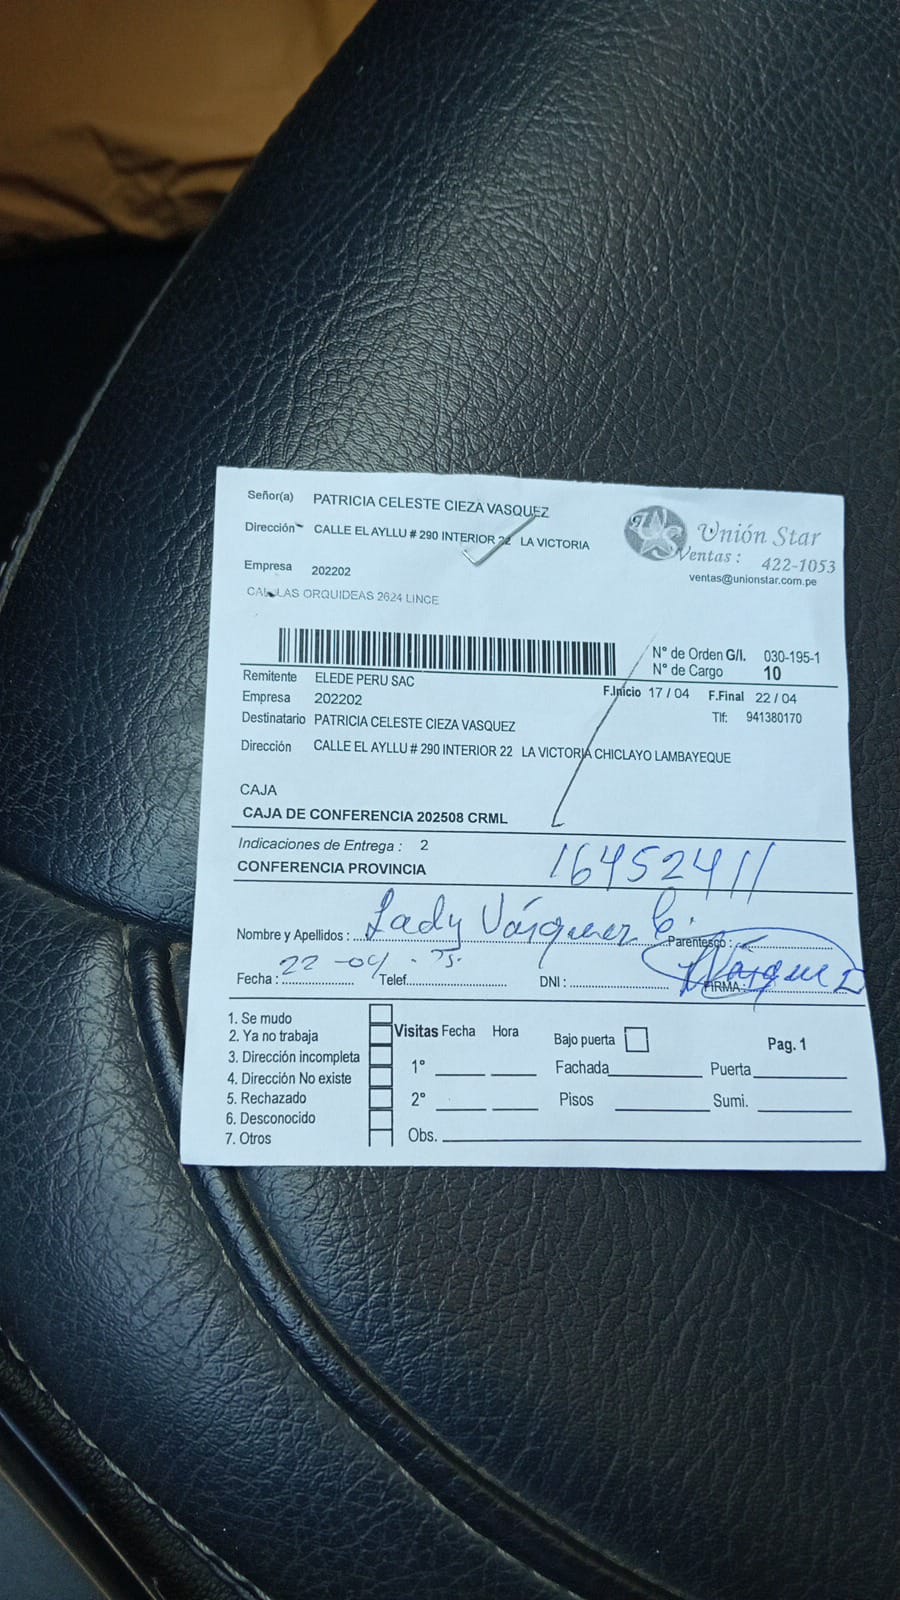 Señor(a) PATRICIA CELESTE CIEZA VASQUEZ
Dirección CALLE EL AYLLU # 290 INTERIOR 22 LA VICTORIA
Empresa 202202
LAS ORQUIDEAS 2624 LINCE
Unión Star
Ventas : 422-1053
ventas@unionstar.com.pe
N° de Orden G/I. 030-195-1
N° de Cargo 10
Remitente ELEDE PERU SAC
F.Inicio 17 / 04 F.Final 22 / 04
Empresa 202202
Tlf: 941380170
Destinatario PATRICIA CELESTE CIEZA VASQUEZ
Dirección CALLE EL AYLLU # 290 INTERIOR 22 LA VICTORIA CHICLAYO LAMBAYEQUE
CAJA
CAJA DE CONFERENCIA 202508 CRML
Indicaciones de Entrega : 2
CONFERENCIA PROVINCIA
16452411
Nombre y Apellidos : Lady Vásquez C. Parentesco :
Fecha : 22-04-25. Telef. DNI : FIRMA :
1. Se mudo
2. Ya no trabaja
3. Dirección incompleta
4. Dirección No existe
5. Rechazado
6. Desconocido
7. Otros
Visitas Fecha Hora
1°
2°
Bajo puerta
Pag. 1
Fachada Puerta
Pisos Sumi.
Obs.